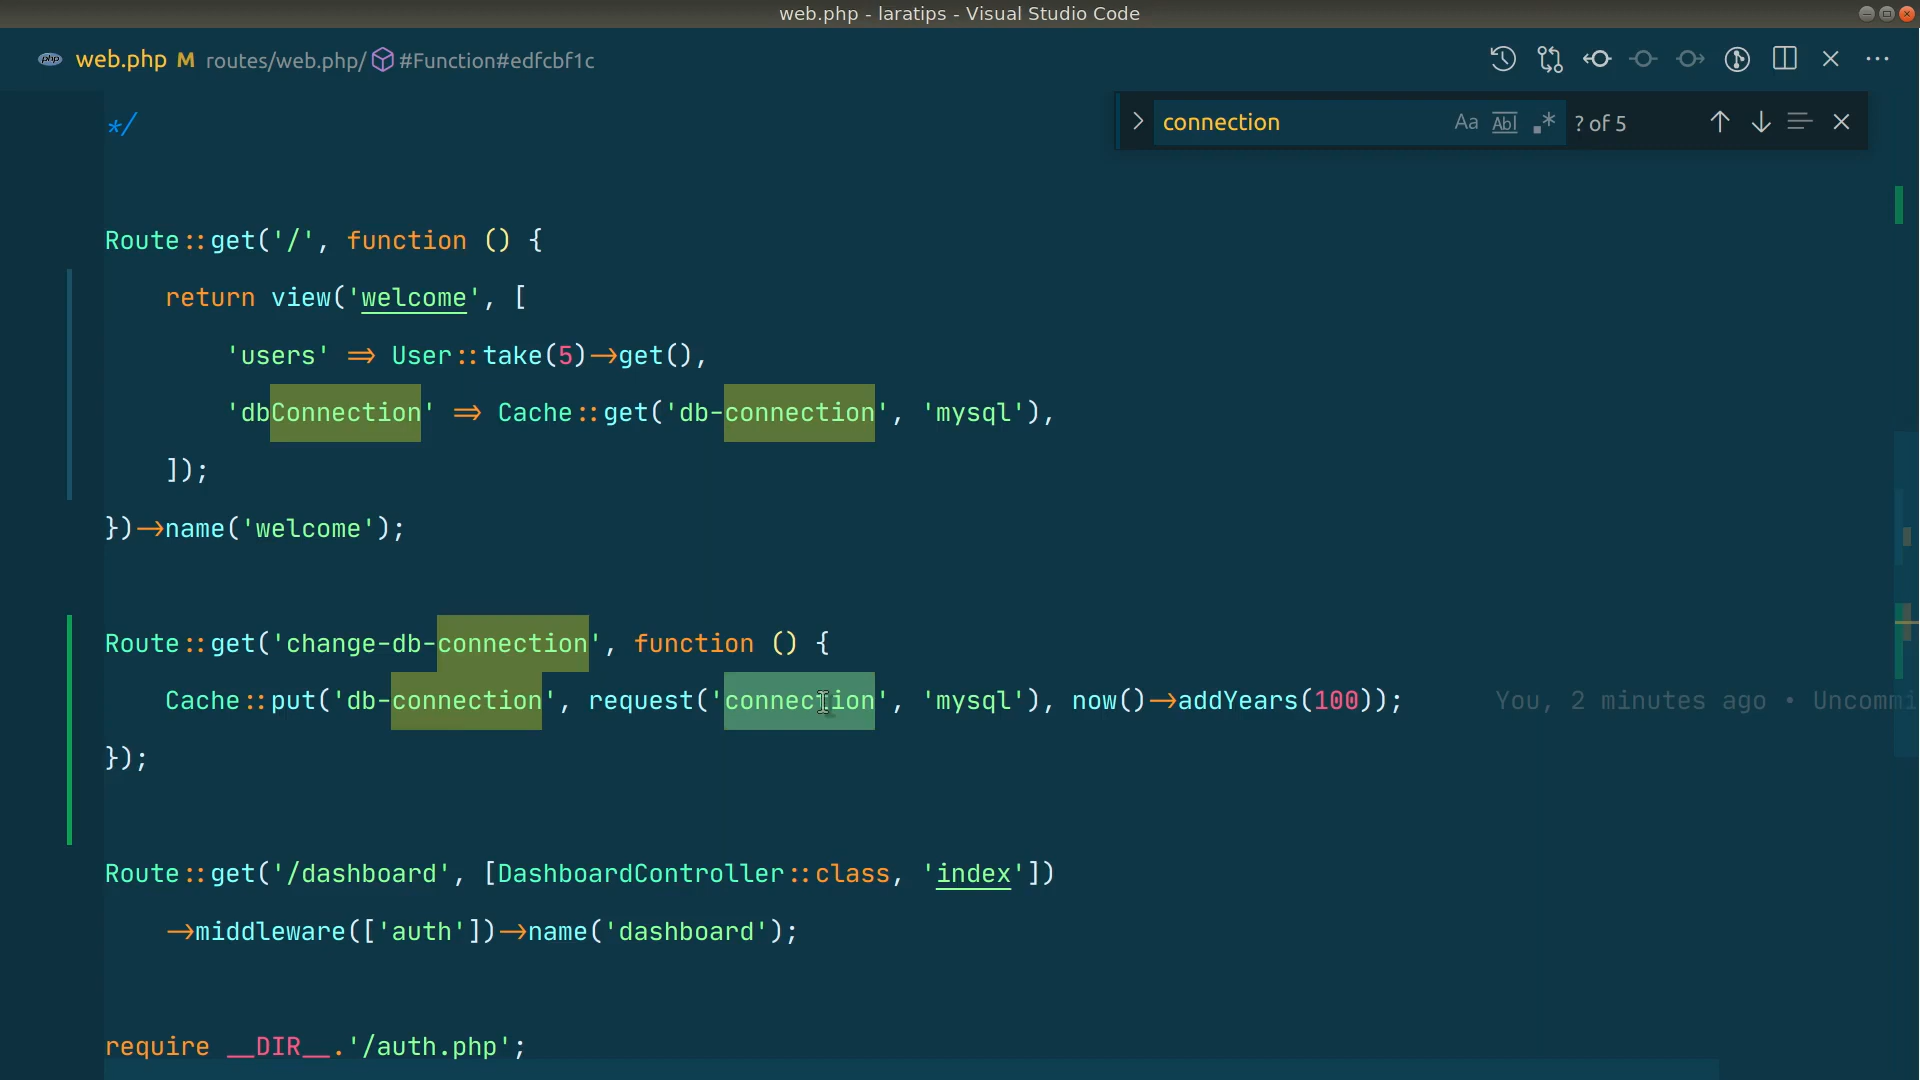 web.php - laratips - Visual Studio Code
php web.php M routes/web.php/ #Function#edfcbf1c
connection Aa Abl .* ? of 5
*/
Route::get('/', function () {
return view('welcome', [
'users' => User::take(5)->get(),
'dbConnection' => Cache::get('db-connection', 'mysql'),
]);
})->name('welcome');
Route::get('change-db-connection', function () {
Cache::put('db-connection', request('connection', 'mysql'), now()->addYears(100)); You, 2 minutes ago • Uncommi
});
Route::get('/dashboard', [DashboardController::class, 'index'])
->middleware(['auth'])->name('dashboard');
require __DIR__.'/auth.php';